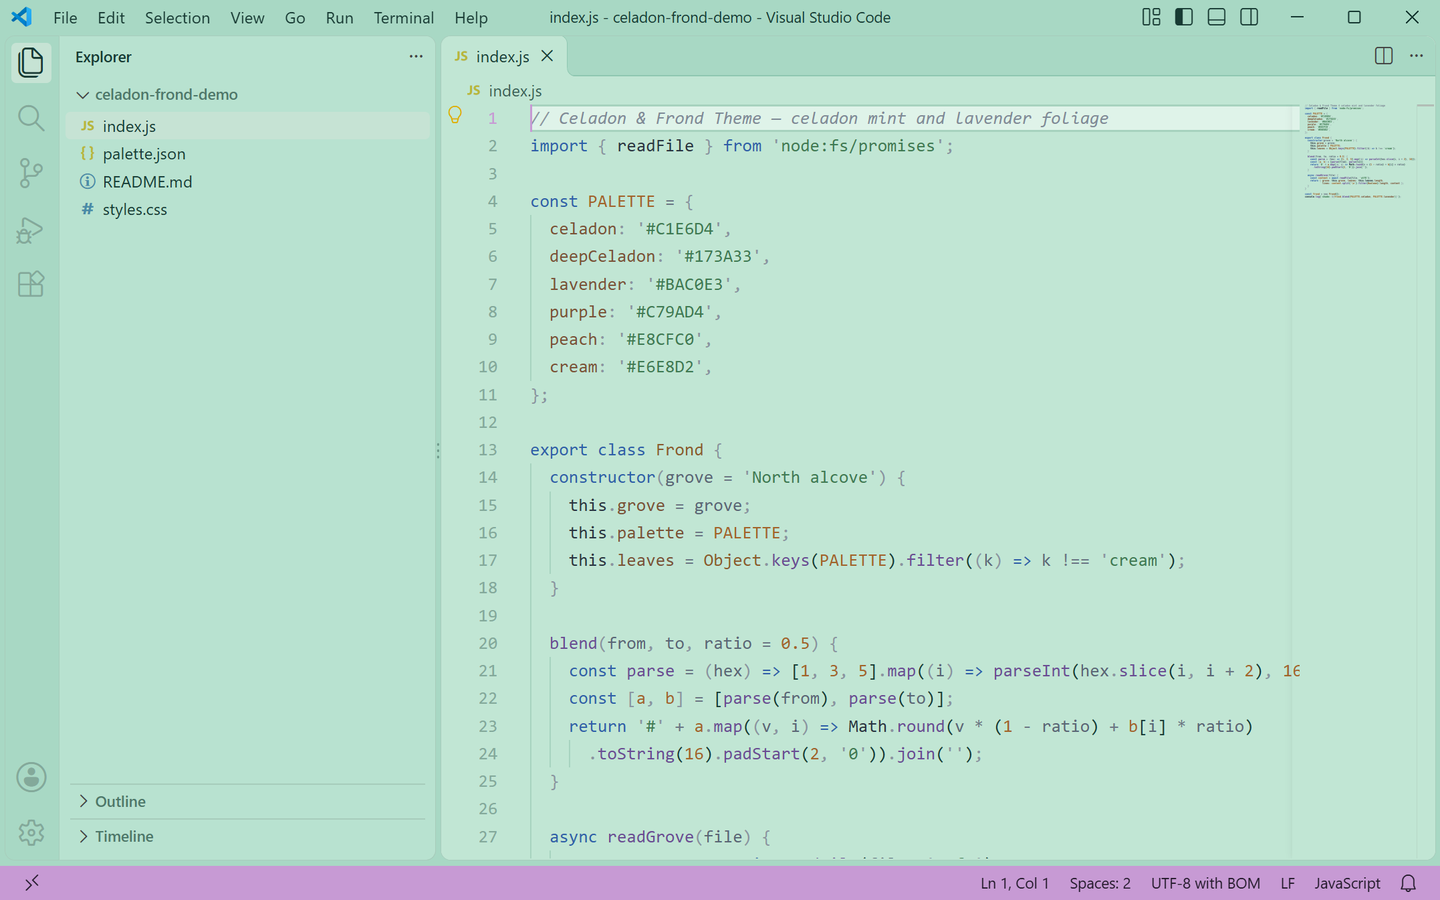 File Edit Selection View Go Run Terminal Help
index.js - celadon-frond-demo - Visual Studio Code
Explorer
celadon-frond-demo
JS index.js
{} palette.json
README.md
# styles.css
Outline
Timeline
JS index.js
JS index.js
1 // Celadon & Frond Theme — celadon mint and lavender foliage
2 import { readFile } from 'node:fs/promises';
3
4 const PALETTE = {
5 celadon: '#C1E6D4',
6 deepCeladon: '#173A33',
7 lavender: '#BAC0E3',
8 purple: '#C79AD4',
9 peach: '#E8CFC0',
10 cream: '#E6E8D2',
11 };
12
13 export class Frond {
14 constructor(grove = 'North alcove') {
15 this.grove = grove;
16 this.palette = PALETTE;
17 this.leaves = Object.keys(PALETTE).filter((k) => k !== 'cream');
18 }
19
20 blend(from, to, ratio = 0.5) {
21 const parse = (hex) => [1, 3, 5].map((i) => parseInt(hex.slice(i, i + 2), 16
22 const [a, b] = [parse(from), parse(to)];
23 return '#' + a.map((v, i) => Math.round(v * (1 - ratio) + b[i] * ratio)
24 .toString(16).padStart(2, '0')).join('');
25 }
26
27 async readGrove(file) {
Ln 1, Col 1 Spaces: 2 UTF-8 with BOM LF JavaScript